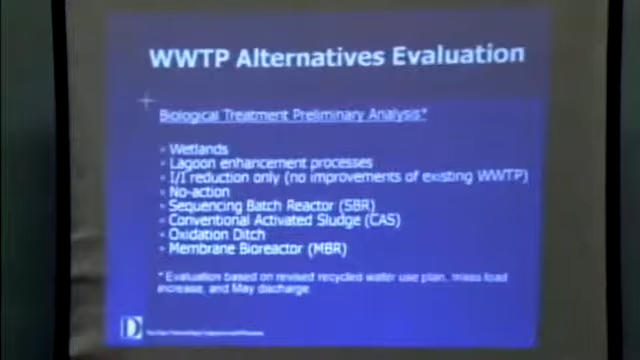 WWTP Alternatives Evaluation
Biological Treatment Preliminary Analysis*
Wetlands
Lagoon enhancement processes
I/I reduction only (no improvements of existing WWTP)
No-action
Sequencing Batch Reactor (SBR)
Conventional Activated Sludge (CAS)
Oxidation Ditch
Membrane Bioreactor (MBR)
* Evaluation based on revised recycled water use plan, mass load
increase, and May discharge
D